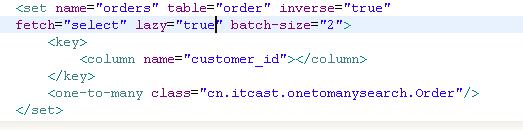 <set name="orders" table="order" inverse="true"
fetch="select" lazy="true" batch-size="2">
<key>
<column name="customer_id"></column>
</key>
<one-to-many class="cn.itcast.onetomanysearch.Order"/>
</set>